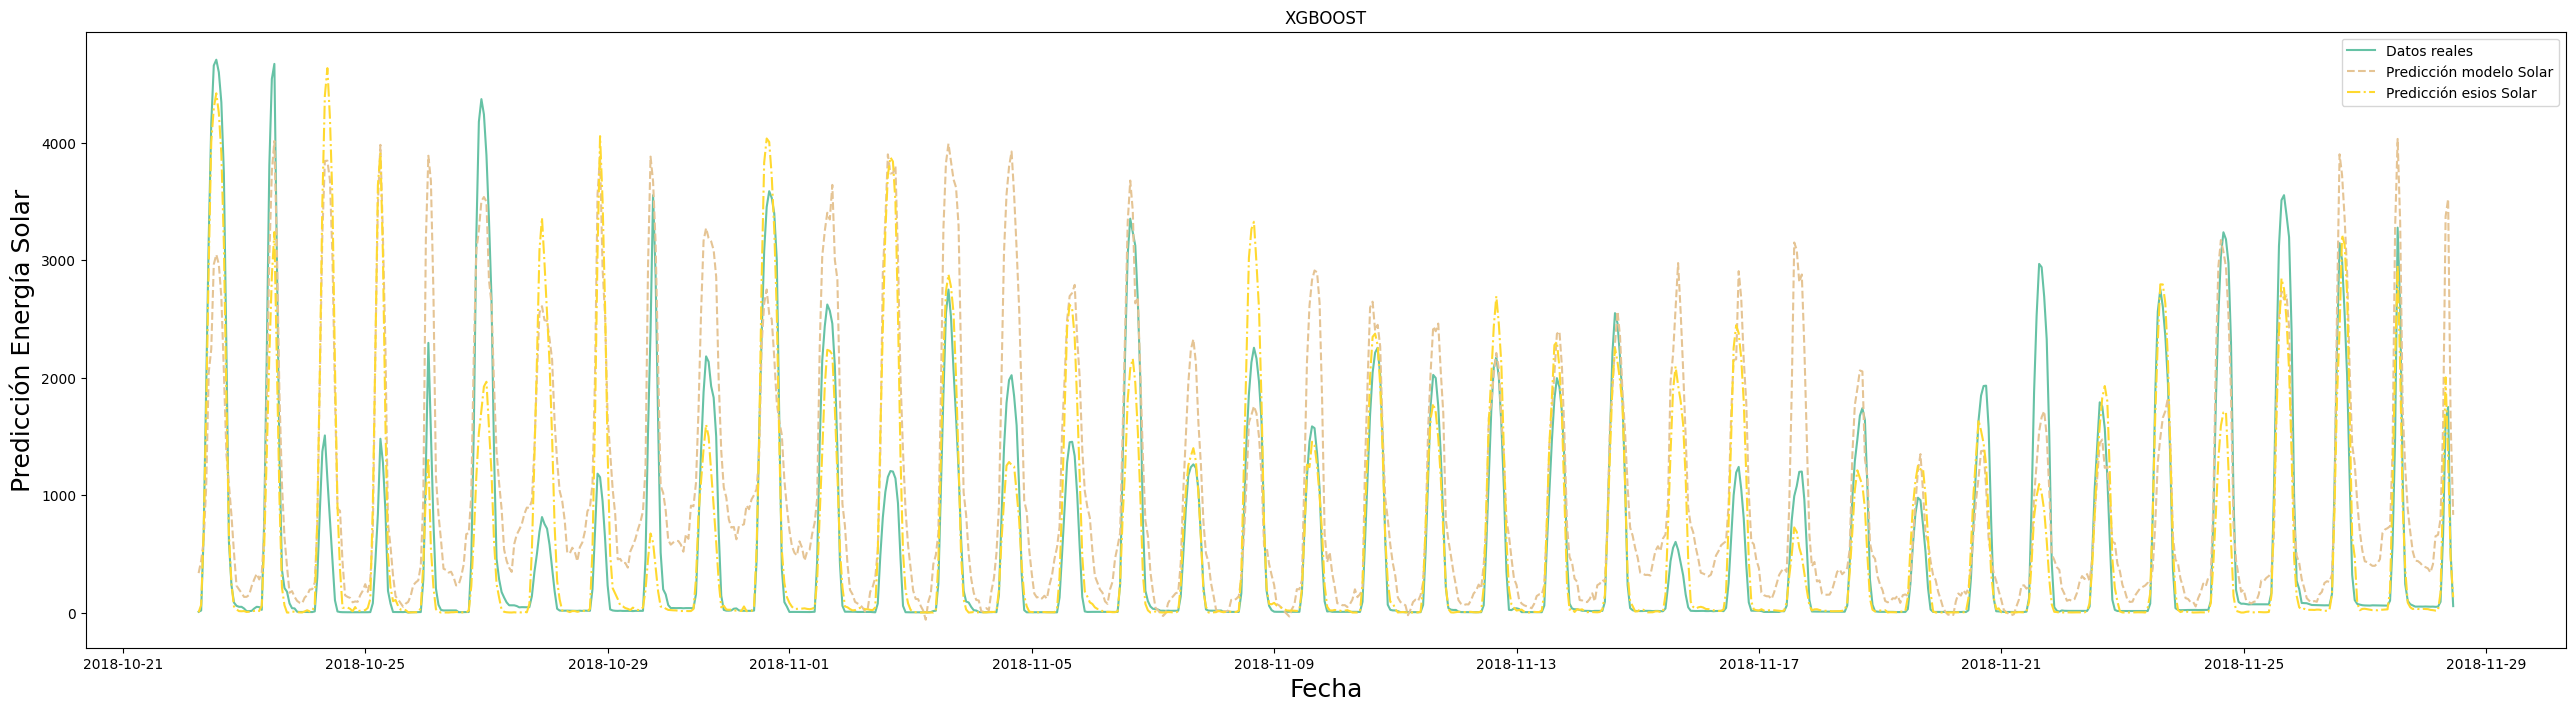 XGBOOST
Datos reales
Predicción modelo Solar
Predicción esios Solar
Predicción Energía Solar
4000
3000
2000
1000
0
2018-10-21 2018-10-25 2018-10-29 2018-11-01 2018-11-05 2018-11-09 2018-11-13 2018-11-17 2018-11-21 2018-11-25 2018-11-29
Fecha